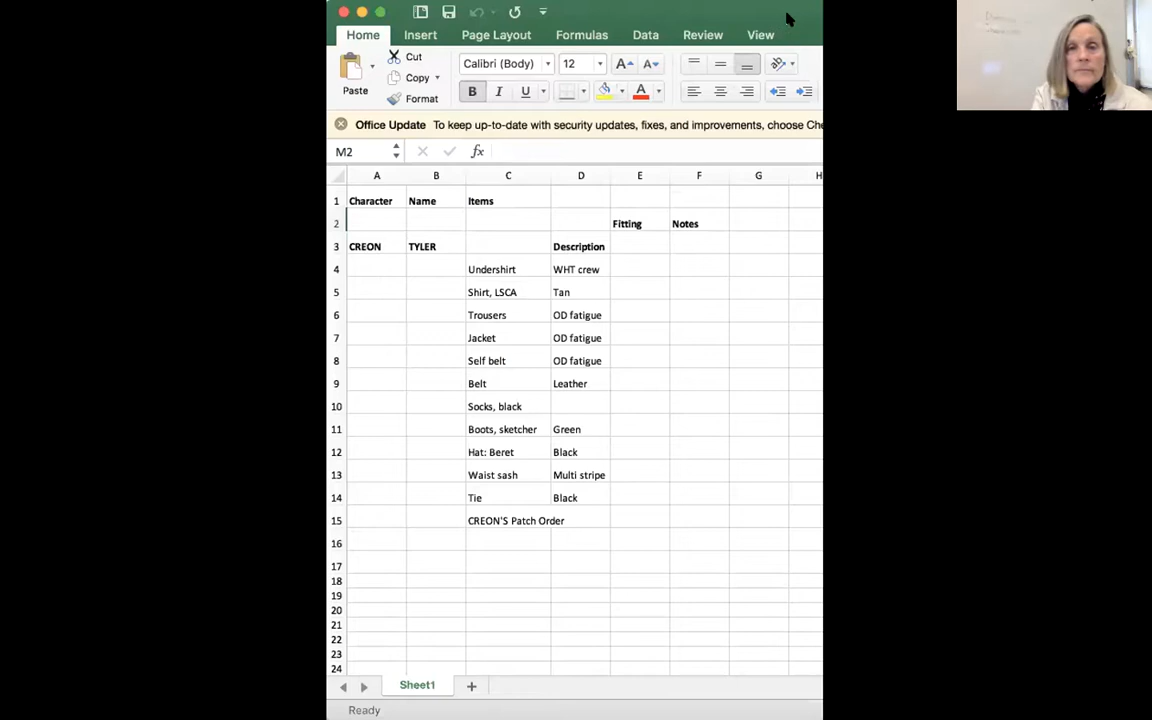 Home Insert Page Layout Formulas Data Review View
Cut
Paste Copy Calibri (Body) 12
Format B I U A
Office Update To keep up-to-date with security updates, fixes, and improvements, choose Che
M2 fx
A B C D E F G H
1 Character Name Items
2 Fitting Notes
3 CREON TYLER Description
4 Undershirt WHT crew
5 Shirt, LSCA Tan
6 Trousers OD fatigue
7 Jacket OD fatigue
8 Self belt OD fatigue
9 Belt Leather
10 Socks, black
11 Boots, sketcher Green
12 Hat: Beret Black
13 Waist sash Multi stripe
14 Tie Black
15 CREON'S Patch Order
16
17
18
19
20
21
22
23
24
Sheet1
Ready